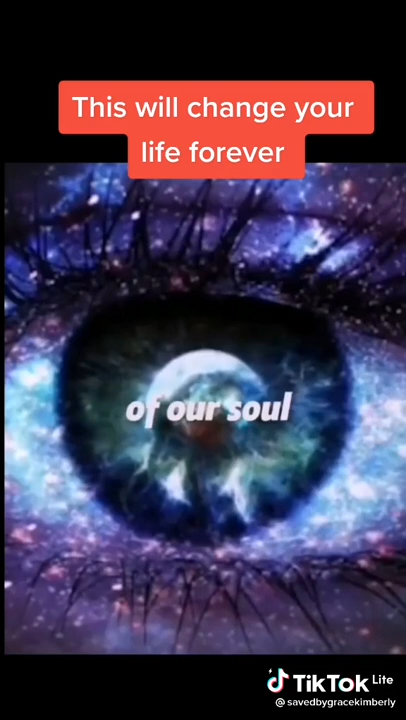 This will change your
life forever
of our soul
TikTok Lite
@savedbygracekimberly